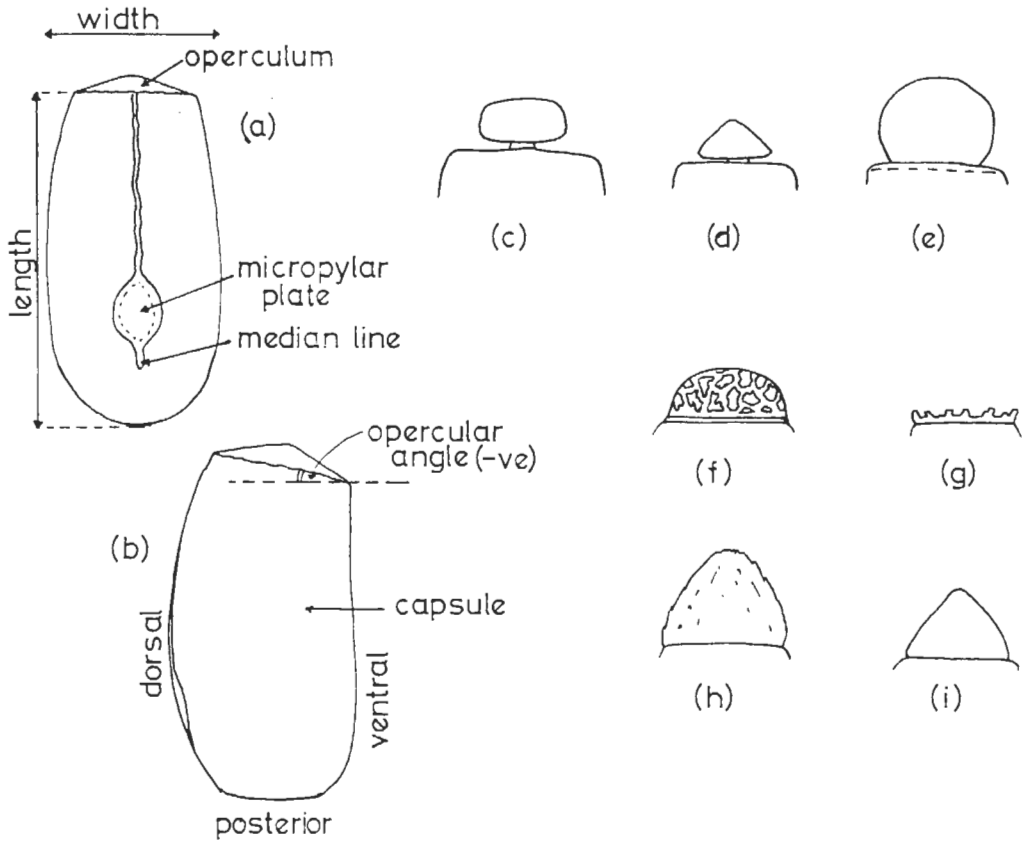 width
operculum
(a)
length
micropylar
plate
median line
opercular
angle (-ve)
(b)
dorsal
capsule
ventral
posterior
(c)
(d)
(e)
(f)
(g)
(h)
(i)